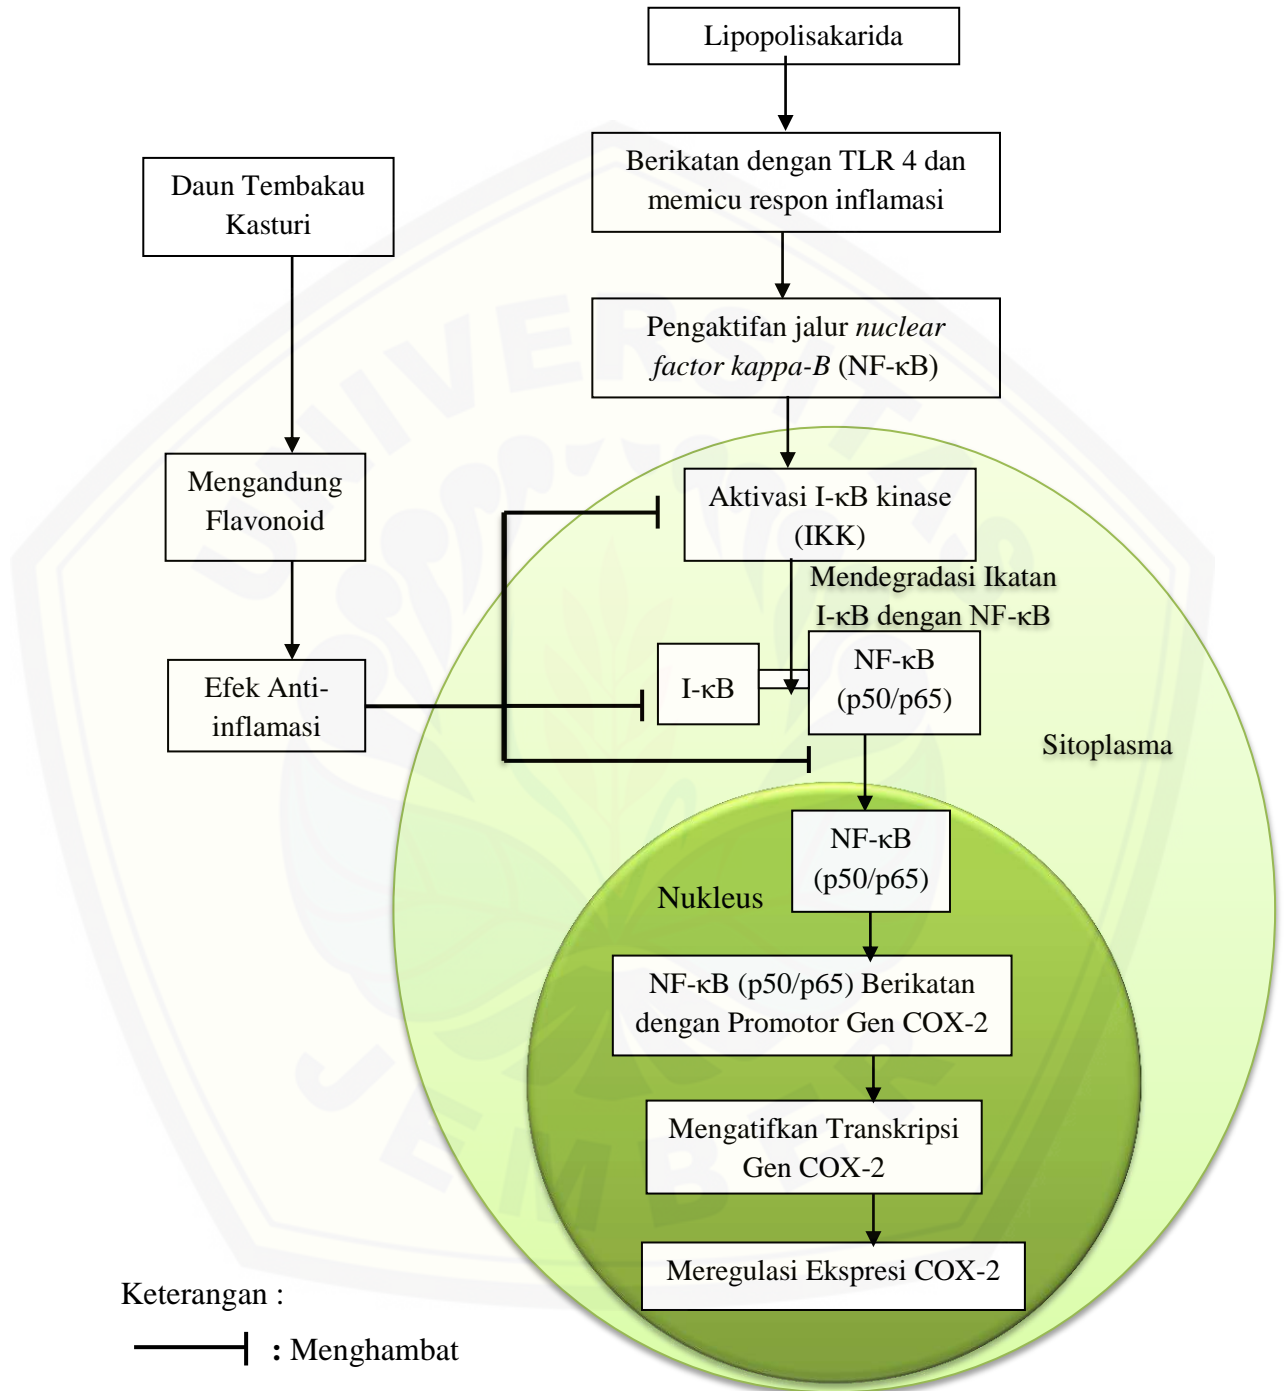 Lipopolisakarida
Berikatan dengan TLR 4 dan
memicu respon inflamasi
Daun Tembakau
Kasturi
Pengaktifan jalur nuclear
factor kappa-B (NF-κB)
Mengandung
Flavonoid
Aktivasi I-κB kinase
(IKK)
Mendegradasi Ikatan
I-κB dengan NF-κB
Efek Anti-
inflamasi
I-κB
NF-κB
(p50/p65)
Sitoplasma
NF-κB
(p50/p65)
Nukleus
NF-κB (p50/p65) Berikatan
dengan Promotor Gen COX-2
Mengatifkan Transkripsi
Gen COX-2
Meregulasi Ekspresi COX-2
Keterangan :
: Menghambat
UNIVERSITAS
JEMBER